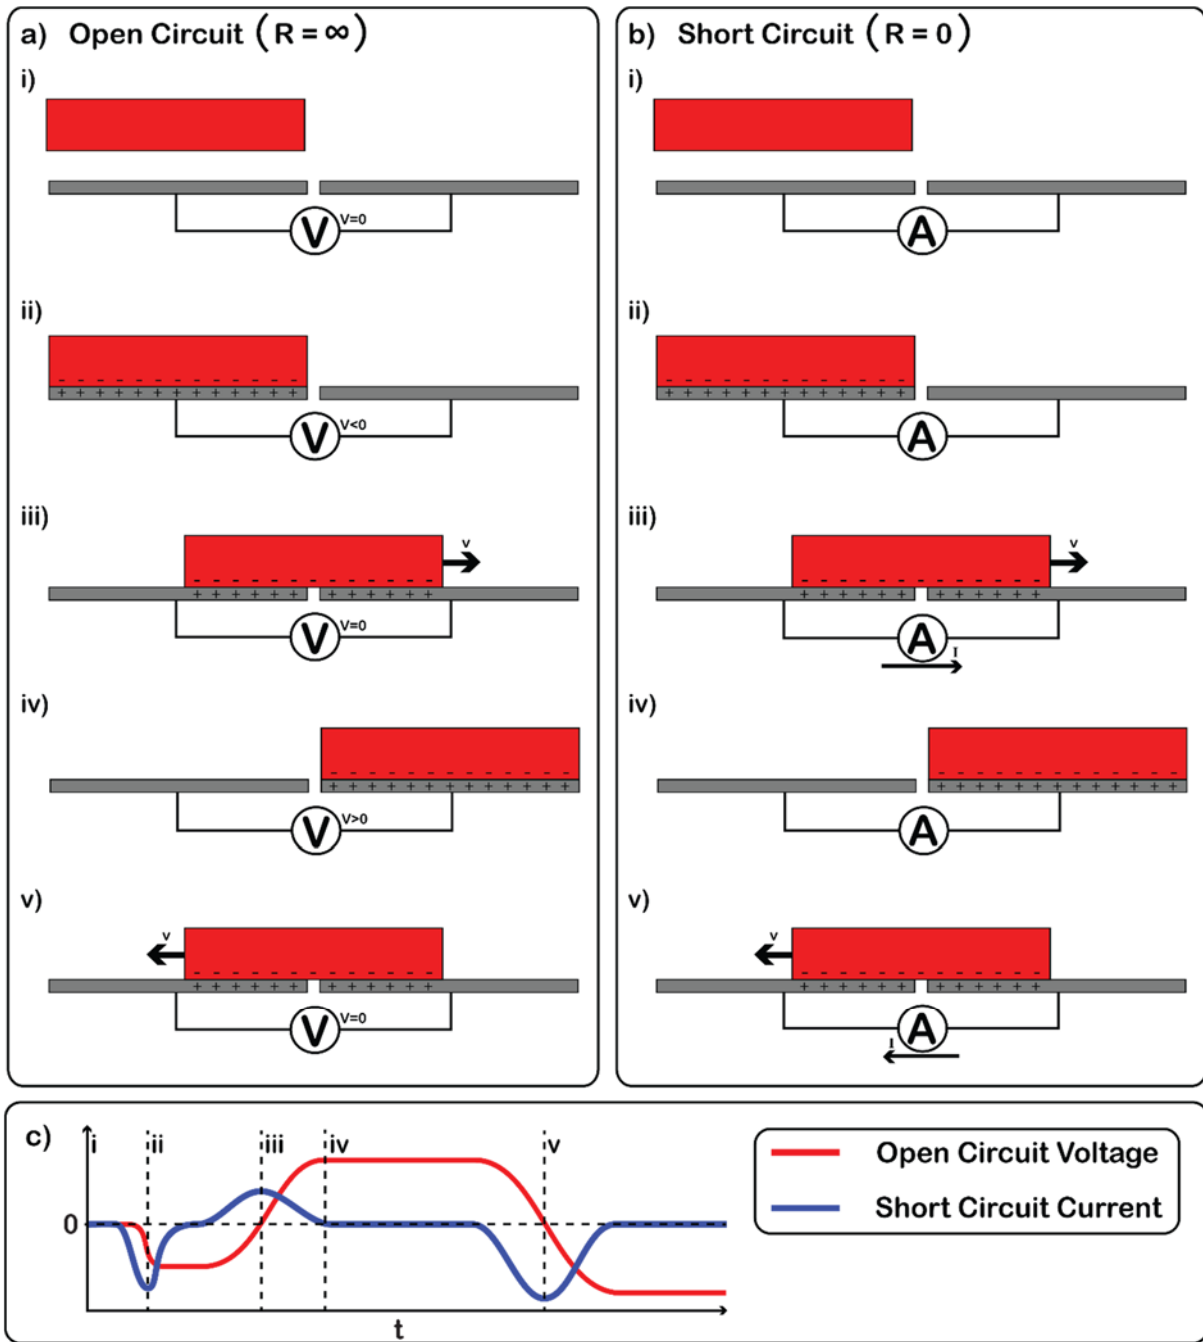 a) Open Circuit ( R = ∞ )
i)
V V=0
ii)
- - - - - - - - - - - - -
+ + + + + + + + + + + +
V V<0
iii)
v
- - - - - - - - - - - -
+ + + + + + + + + + + +
V V=0
iv)
- - - - - - - - - - - - -
+ + + + + + + + + + + +
V V>0
v)
v
- - - - - - - - - - - -
+ + + + + + + + + + + +
V V=0
b) Short Circuit ( R = 0 )
i)
A
ii)
- - - - - - - - - - - - -
+ + + + + + + + + + + +
A
iii)
v
- - - - - - - - - - - -
+ + + + + + + + + + + +
A
I
iv)
- - - - - - - - - - - - -
+ + + + + + + + + + + +
A
v)
v
- - - - - - - - - - - -
+ + + + + + + + + + + +
A
I
c) i ii iii iv v
0
t
Open Circuit Voltage
Short Circuit Current